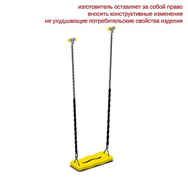 изготовитель оставляет за собой право
вносить конструктивные изменения
не ухудшающие потребительские свойства изделия